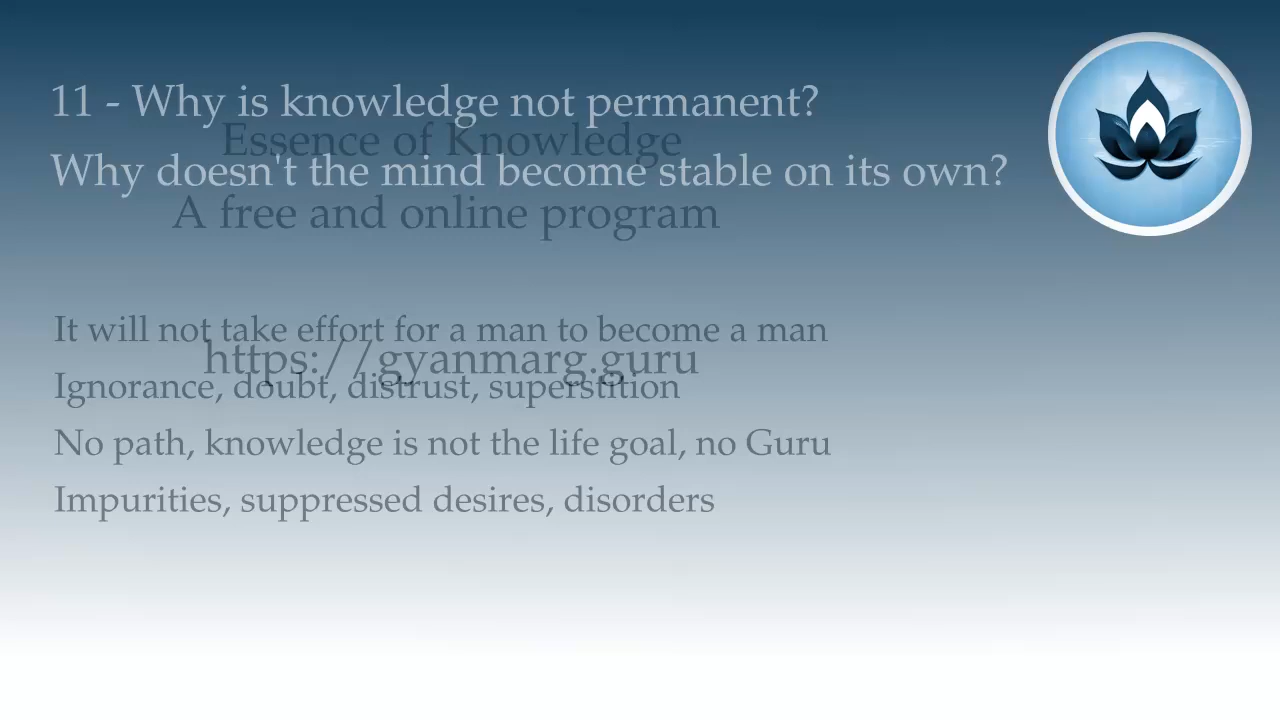 11 - Why is knowledge not permanent?
Essence of Knowledge
Why doesn't the mind become stable on its own?
A free and online program
It will not take effort for a man to become a man
https://gyanmarg.guru
Ignorance, doubt, distrust, superstition
No path, knowledge is not the life goal, no Guru
Impurities, suppressed desires, disorders